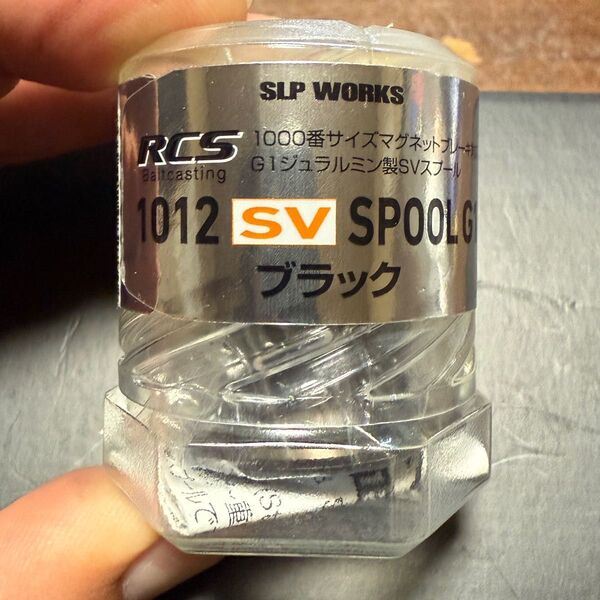 SLP WORKS
RCS
Baitcasting
1000番サイズマグネットブレーキ
G1ジュラルミン製SVスプール
1012 SV SPOOL G1
ブラック